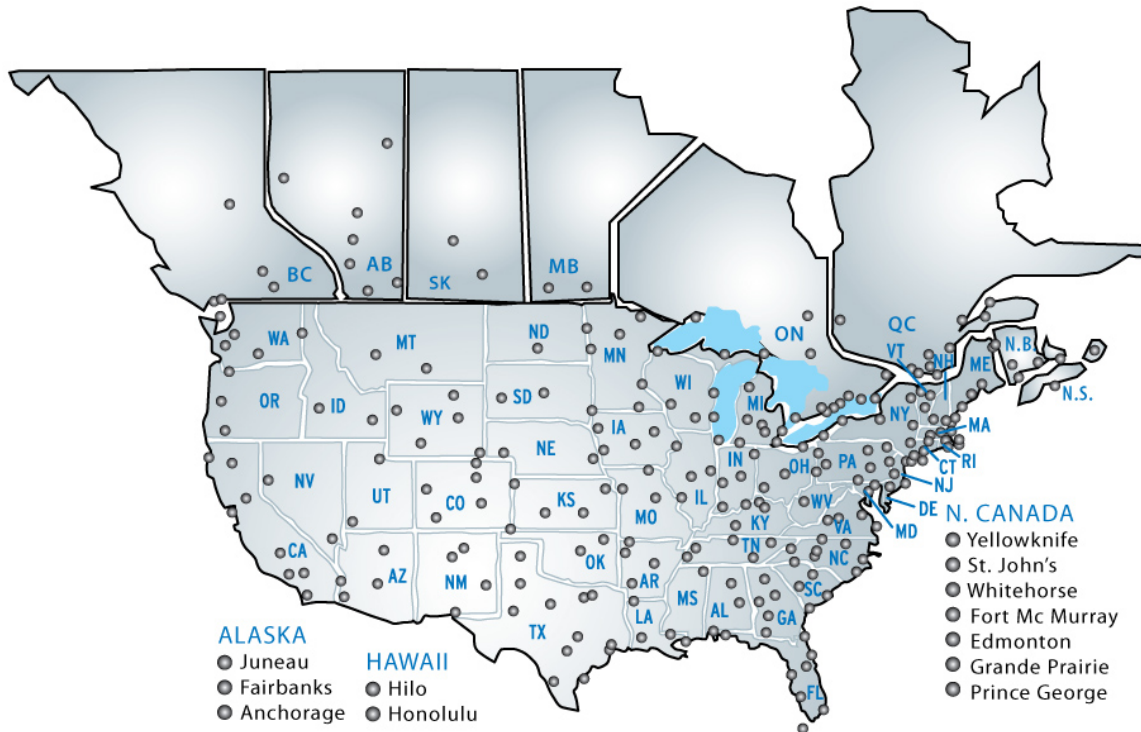 BC
AB
SK
MB
ON
QC
N.B.
N.S.
WA
MT
ND
MN
VT
NH
ME
OR
ID
WY
SD
WI
MI
NY
MA
NV
UT
CO
NE
IA
IL
IN
OH
PA
CT
RI
NJ
DE
MD
KS
MO
KY
WV
VA
CA
AZ
NM
OK
AR
TN
NC
SC
TX
LA
MS
AL
GA
FL
ALASKA
Juneau
Fairbanks
Anchorage
HAWAII
Hilo
Honolulu
N. CANADA
Yellowknife
St. John's
Whitehorse
Fort Mc Murray
Edmonton
Grande Prairie
Prince George